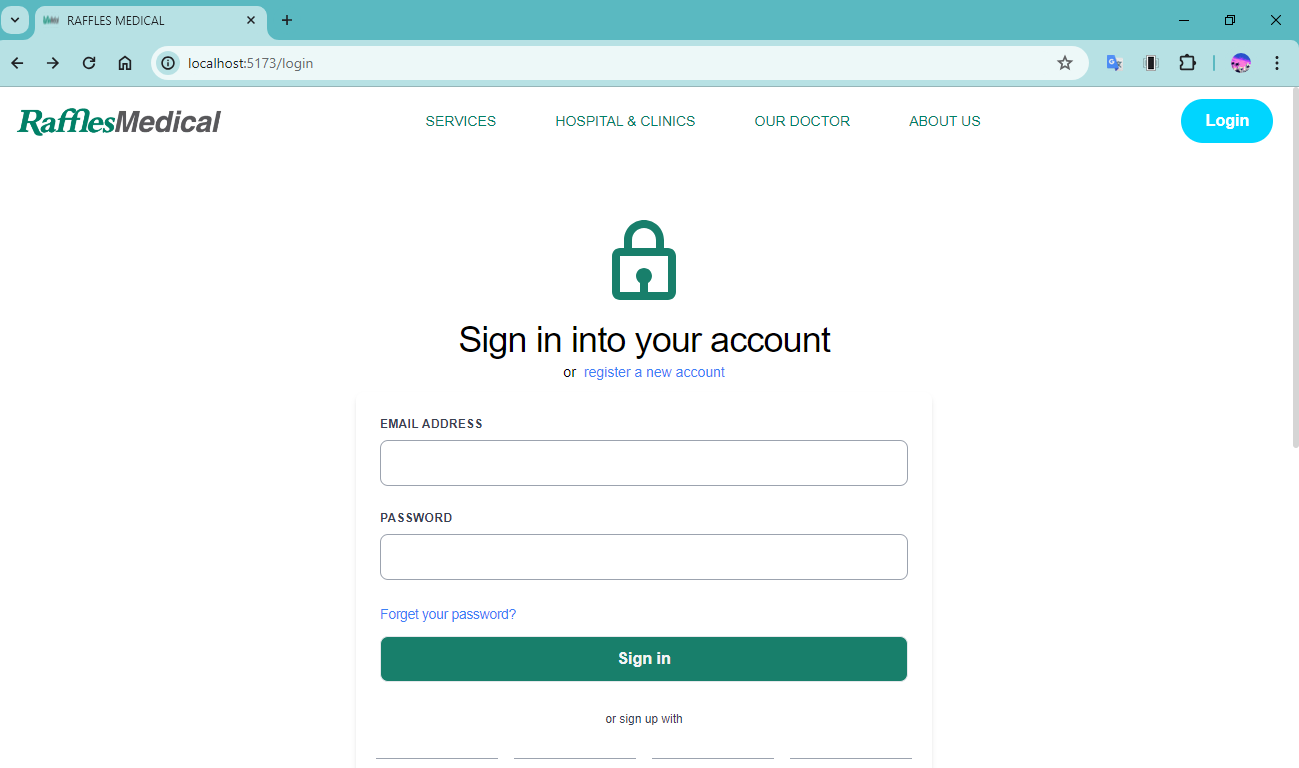 RAFFLES MEDICAL
localhost:5173/login
RafflesMedical
SERVICES
HOSPITAL & CLINICS
OUR DOCTOR
ABOUT US
Login
Sign in into your account
or register a new account
EMAIL ADDRESS
PASSWORD
Forget your password?
Sign in
or sign up with